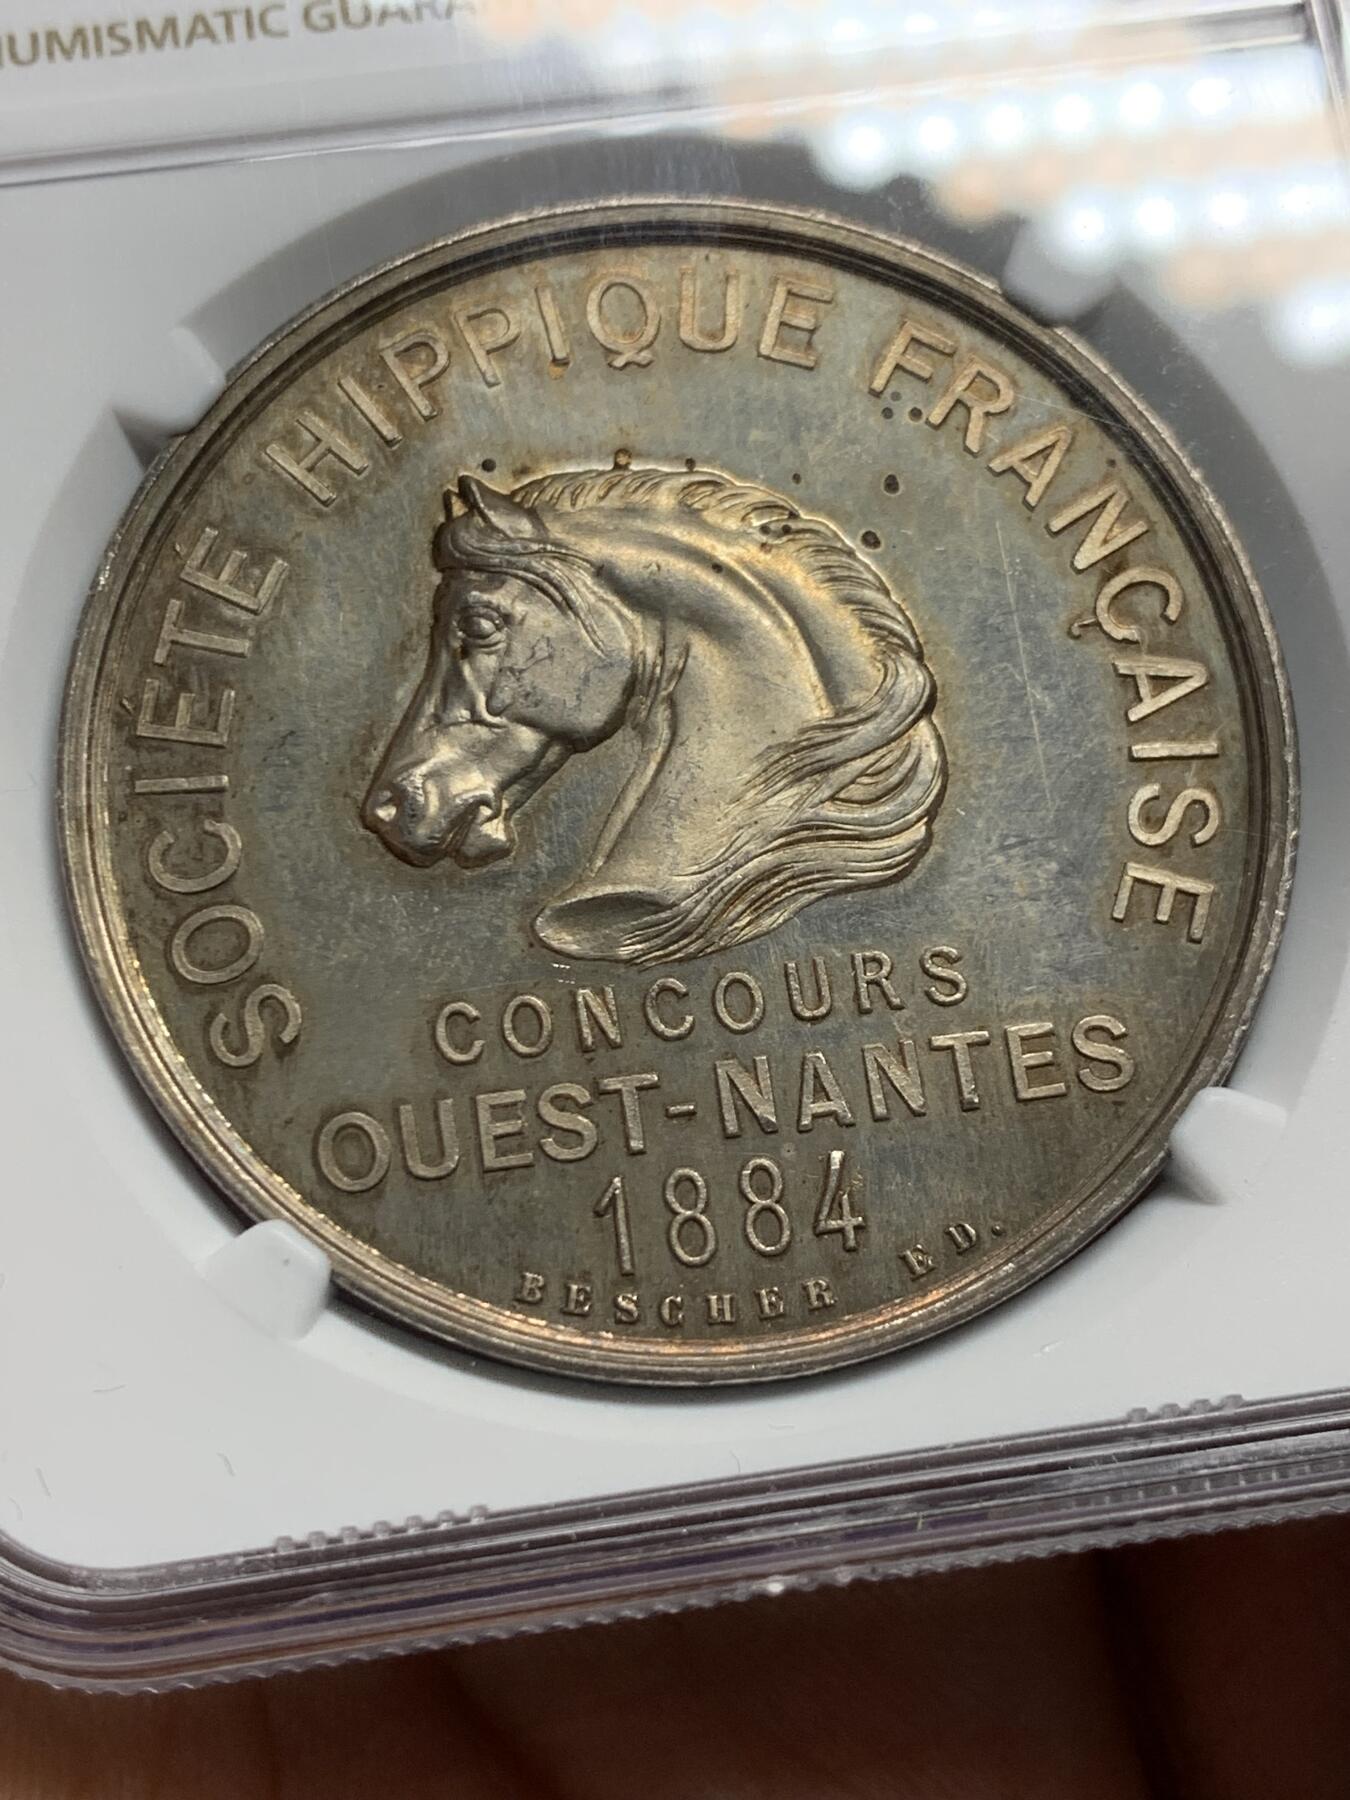 NUMISMATIC GUARA
SOCIÉTÉ HIPPIQUE FRANÇAISE
CONCOURS
OUEST-NANTES
1884
BESCHER ED.